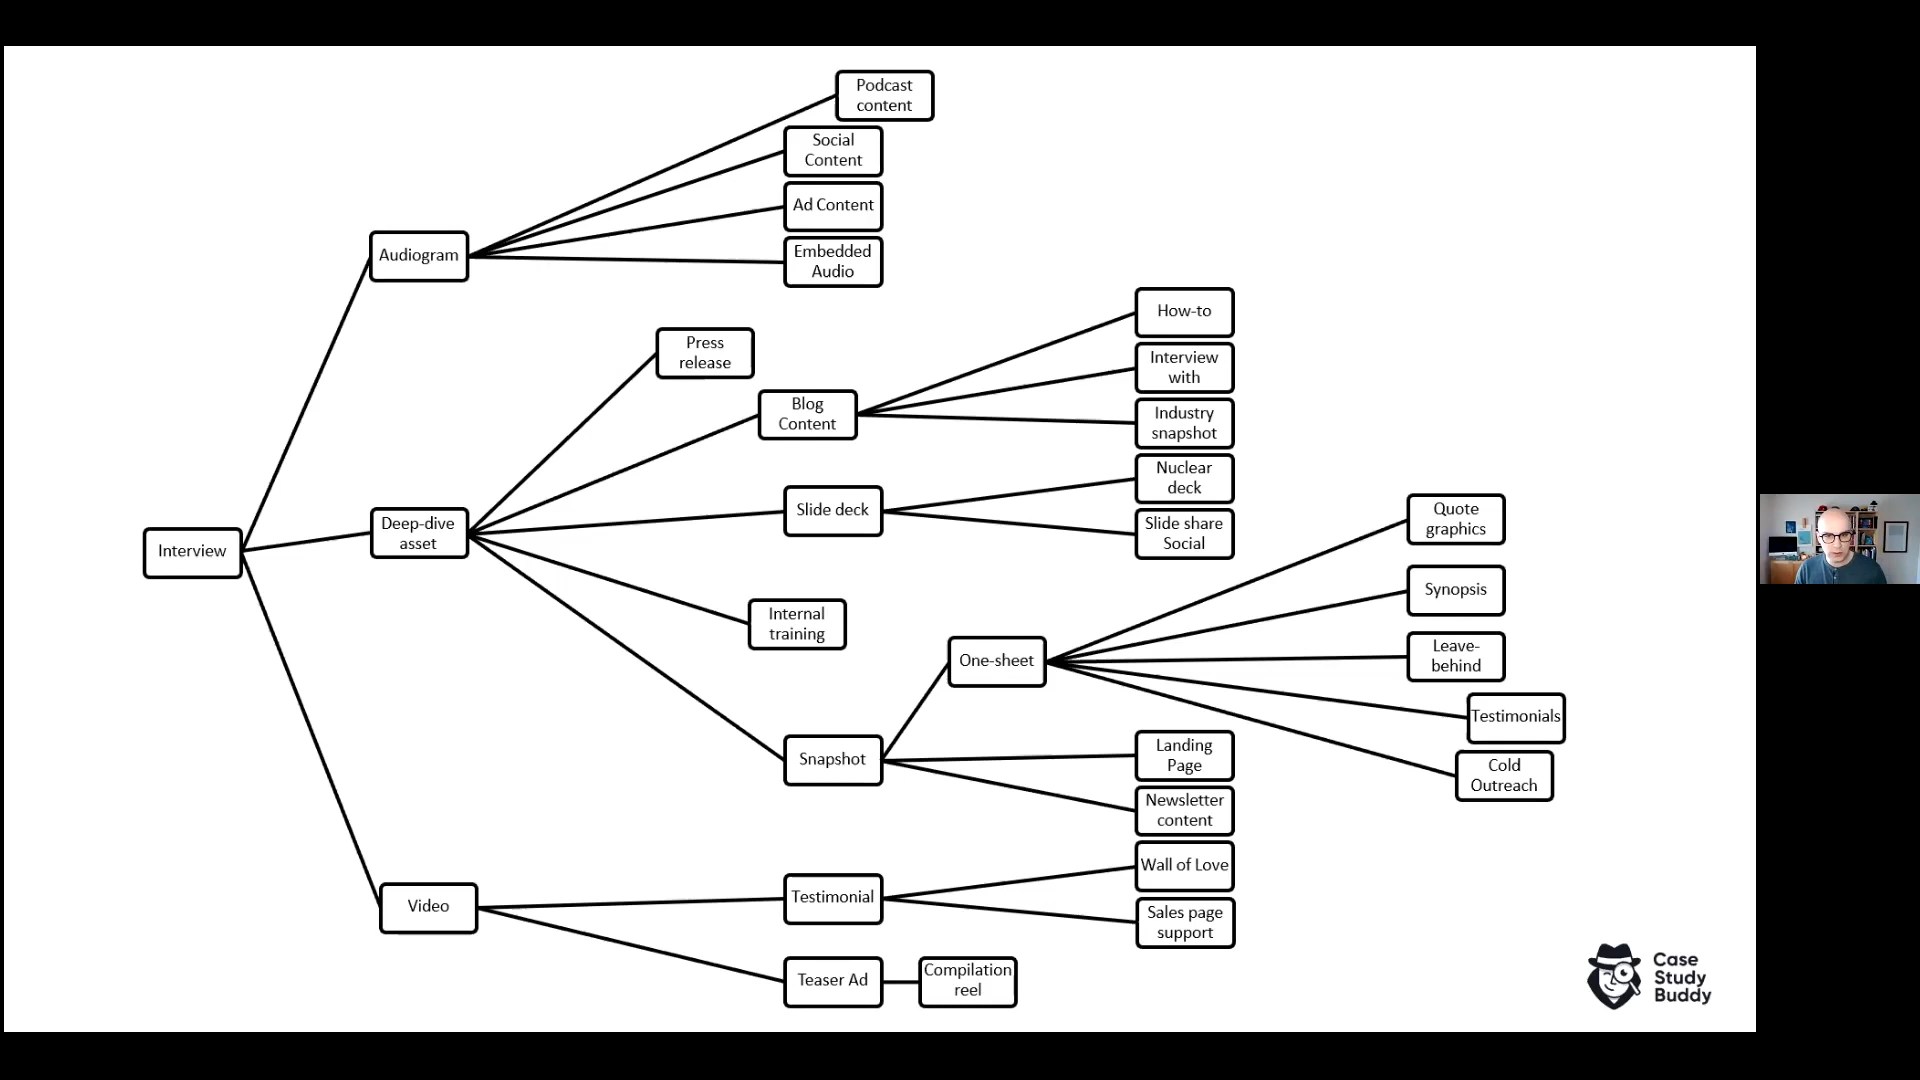 Podcast
content
Social
Content
Ad Content
Embedded
Audio
Audiogram
How-to
Press
release
Interview
with
Blog
Content
Industry
snapshot
Nuclear
deck
Slide deck
Slide share
Social
Quote
graphics
Deep-dive
asset
Interview
Synopsis
Internal
training
One-sheet
Leave-
behind
Testimonials
Snapshot
Landing
Page
Cold
Outreach
Newsletter
content
Wall of Love
Video
Testimonial
Sales page
support
Teaser Ad
Compilation
reel
Case
Study
Buddy